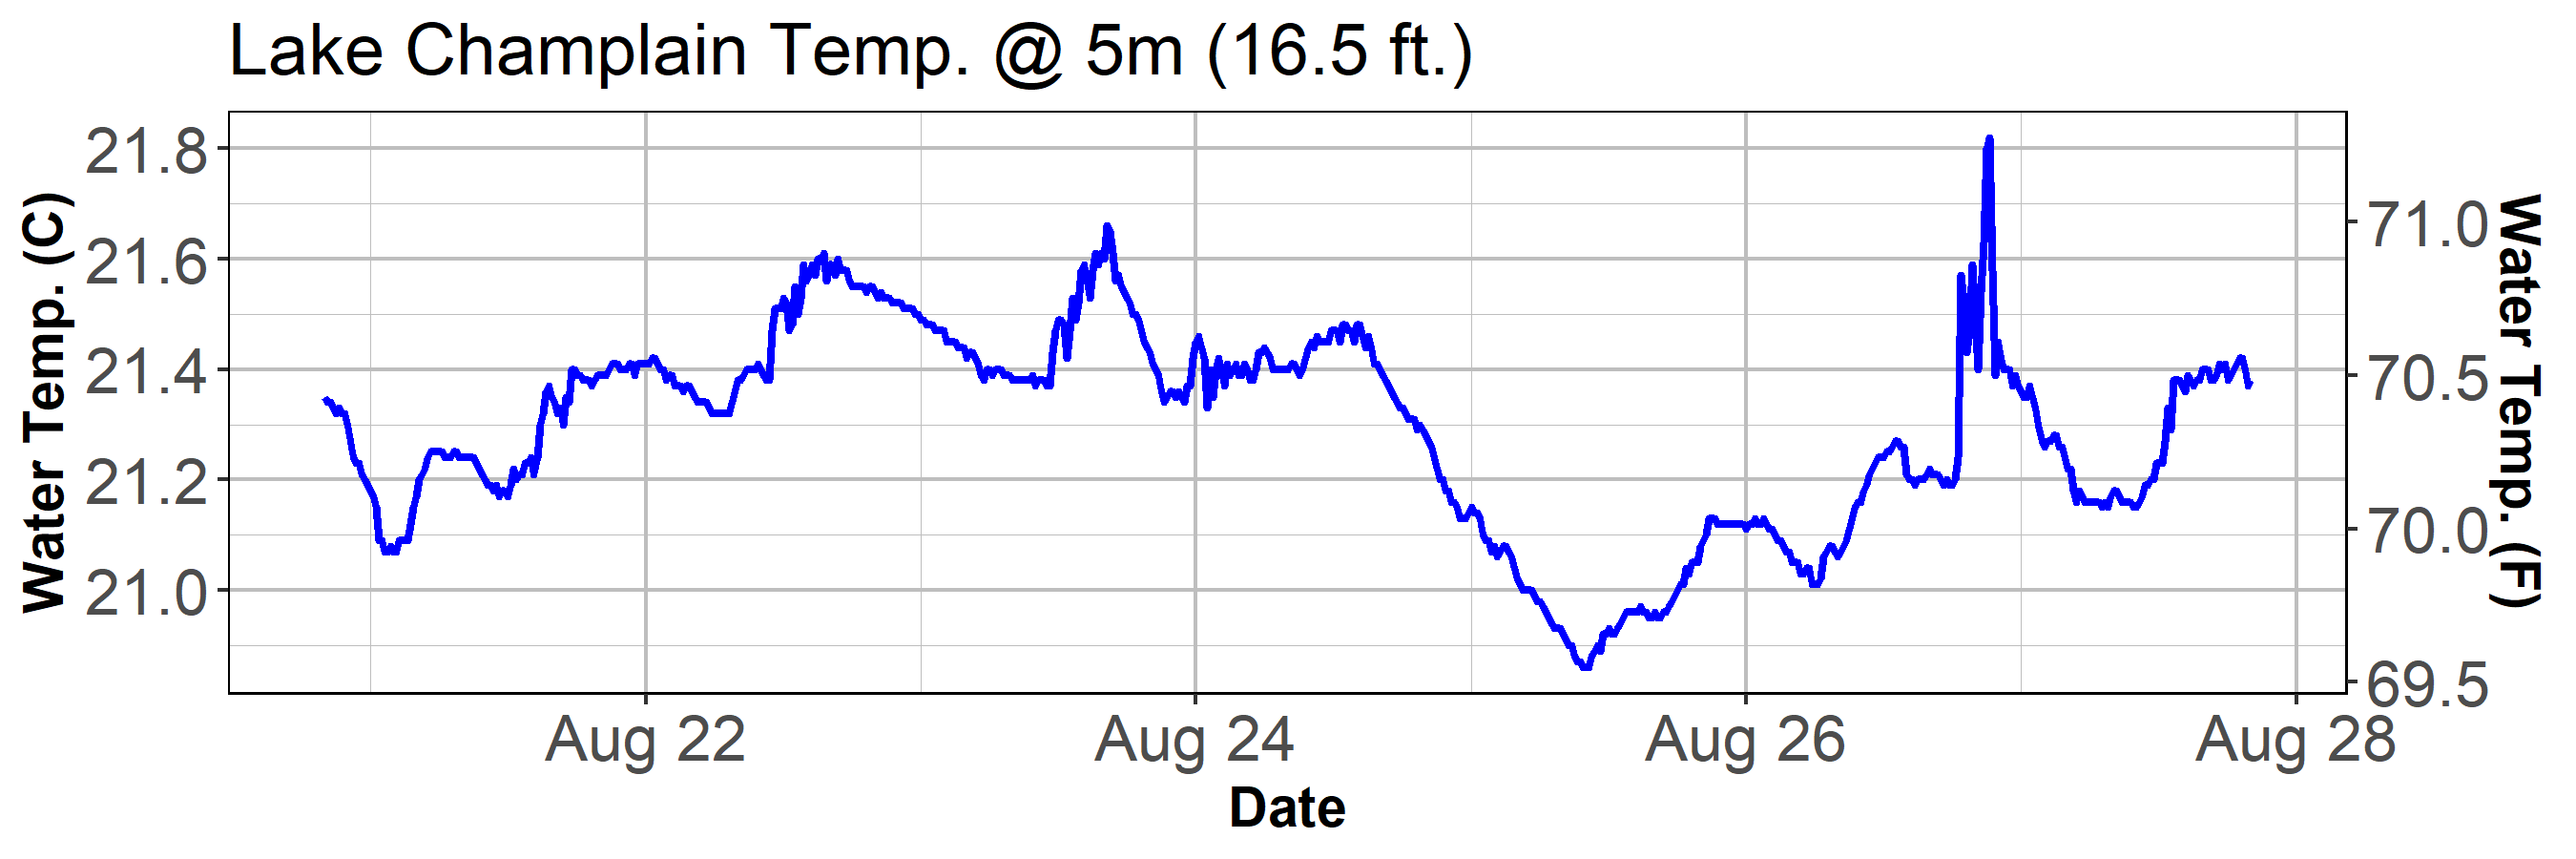 Lake Champlain Temp. @ 5m (16.5 ft.)
Water Temp. (C)
21.8
21.6
21.4
21.2
21.0
71.0
70.5
70.0
69.5
Water Temp. (F)
Aug 22 Aug 24 Aug 26 Aug 28
Date